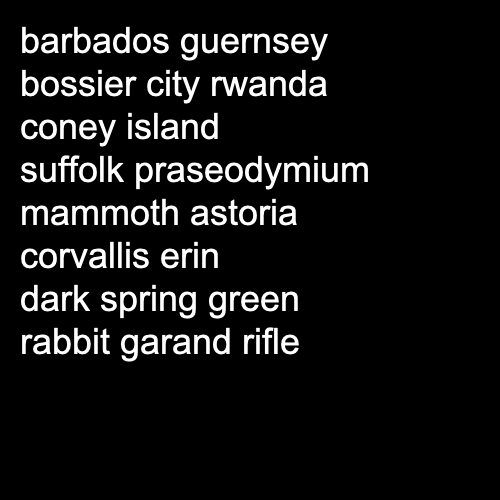 barbados guernsey
bossier city rwanda
coney island
suffolk praseodymium
mammoth astoria
corvallis erin
dark spring green
rabbit garand rifle